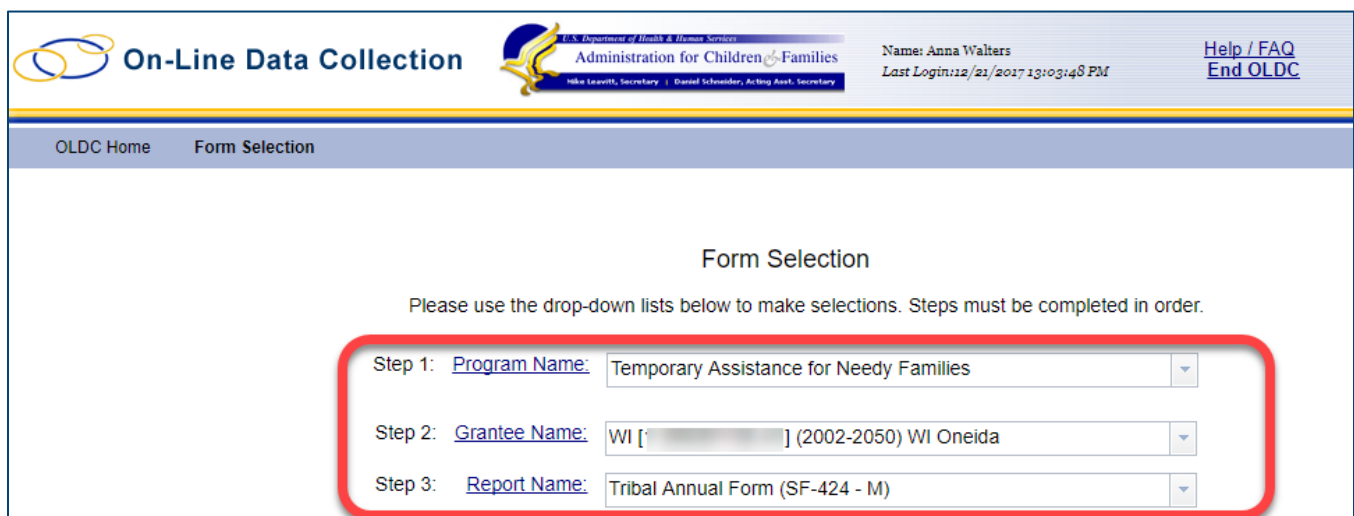 On-Line Data Collection
U.S. Department of Health & Human Services
Administration for Children & Families
Mike Leavitt, Secretary | Daniel Schneider, Acting Asst. Secretary
Name: Anna Walters
Last Login:12/21/2017 13:03:48 PM
Help / FAQ
End OLDC
OLDC Home Form Selection
Form Selection
Please use the drop-down lists below to make selections. Steps must be completed in order.
Step 1: Program Name: Temporary Assistance for Needy Families
Step 2: Grantee Name: WI [ ] (2002-2050) WI Oneida
Step 3: Report Name: Tribal Annual Form (SF-424 - M)